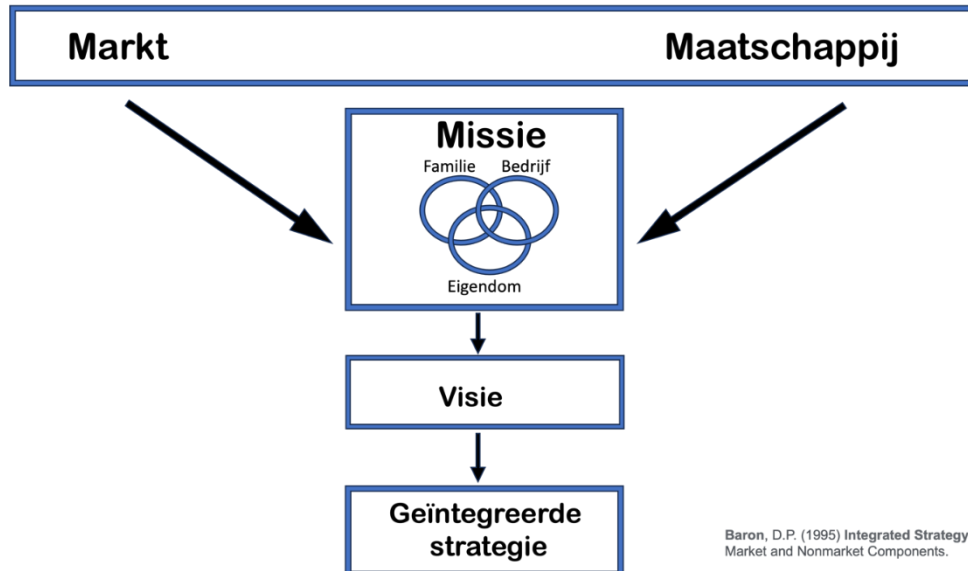 Markt
Maatschappij
Missie
Familie
Bedrijf
Eigendom
Visie
Geïntegreerde
strategie
Baron, D.P. (1995) Integrated Strategy
Market and Nonmarket Components.